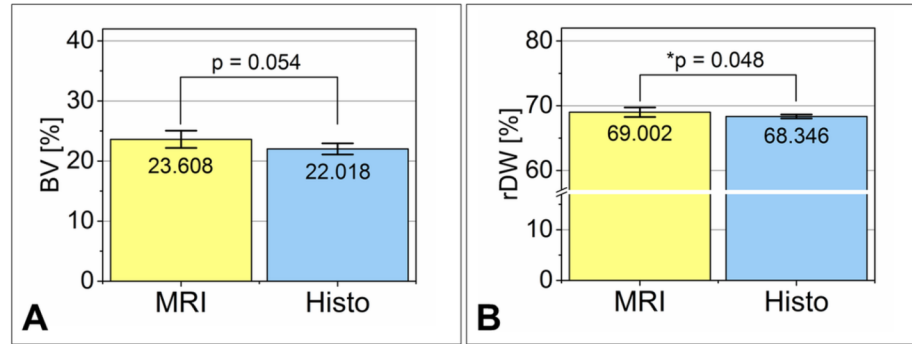 40
30
20
10
0
BV [%]
p = 0.054
23.608
22.018
MRI
Histo
A
80
70
60
10
0
rDW [%]
*p = 0.048
69.002
68.346
MRI
Histo
B